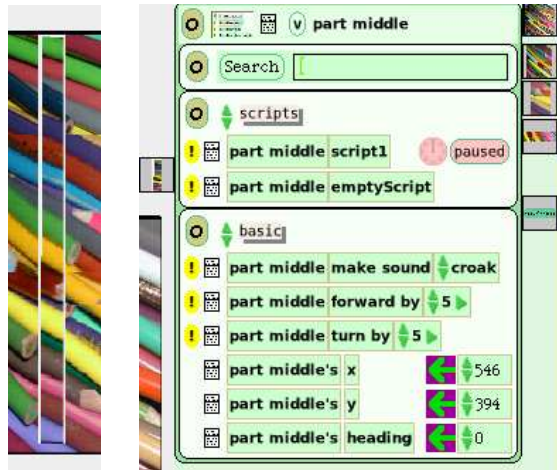 v part middle
Search
scripts
! part middle script1 paused
! part middle emptyScript
basic
! part middle make sound croak
! part middle forward by 5
! part middle turn by 5
part middle's x 546
part middle's y 394
part middle's heading 0